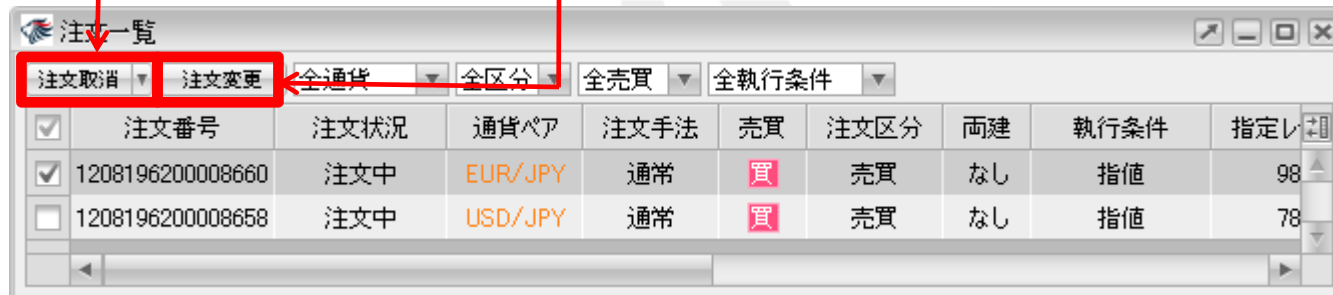 注文一覧
注文取消 注文変更 全通貨 全区分 全売買 全執行条件
注文番号 注文状況 通貨ペア 注文手法 売買 注文区分 両建 執行条件 指定レ
1208196200008660 注文中 EUR/JPY 通常 買 売買 なし 指値 98
1208196200008658 注文中 USD/JPY 通常 買 売買 なし 指値 78